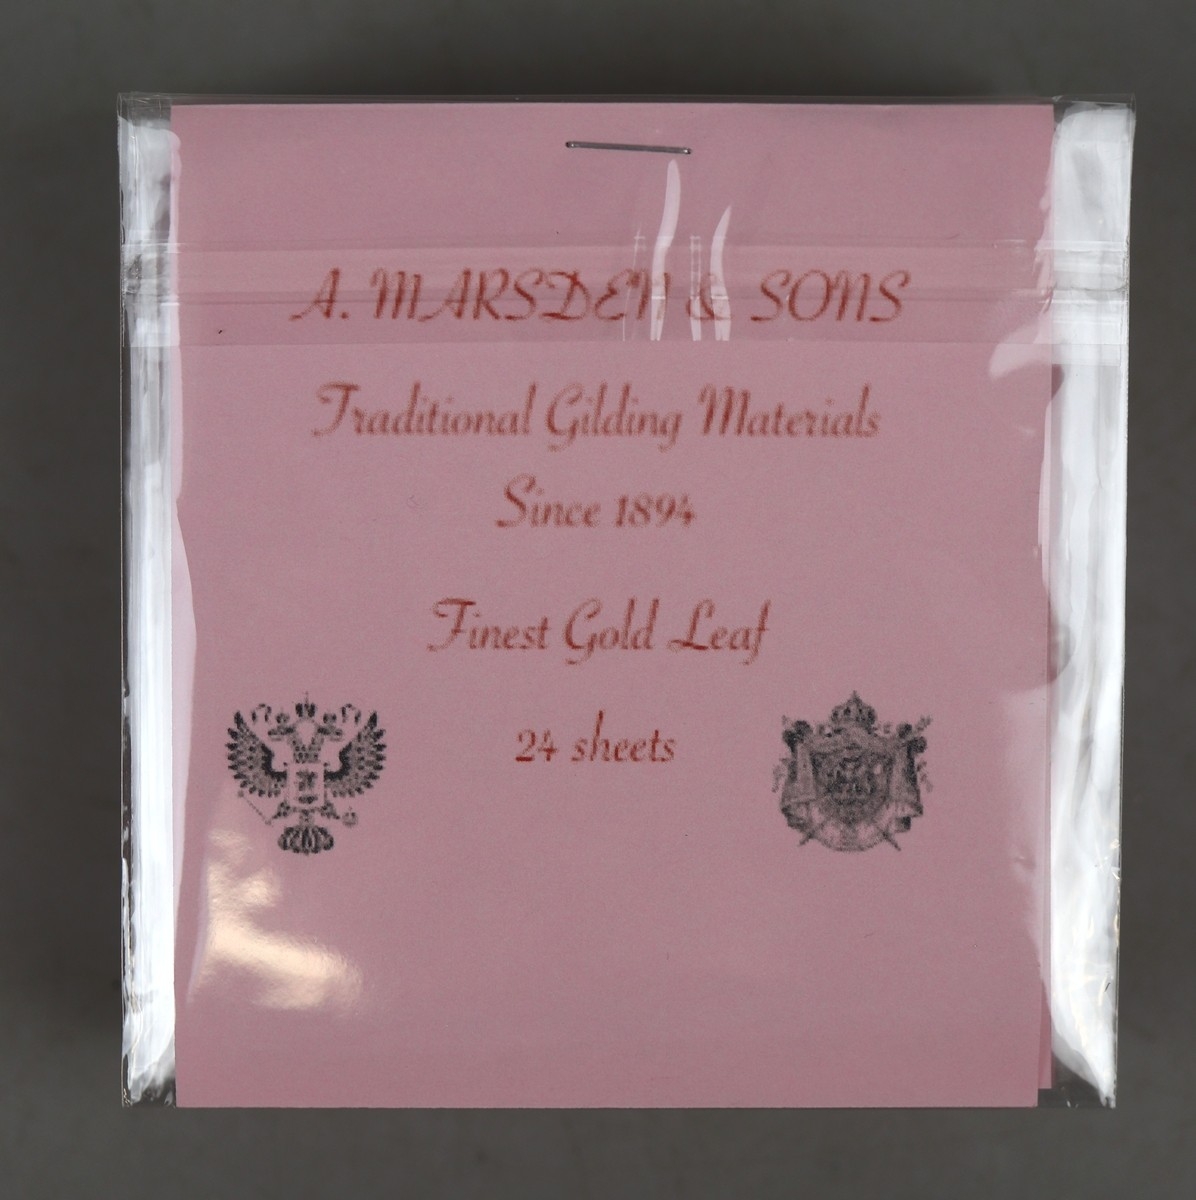 A. MARSDEN & SONS
Traditional Gilding Materials
Since 1894
Finest Gold Leaf
24 sheets